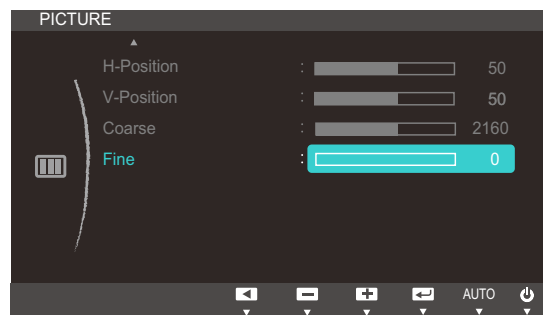 PICTURE
H-Position : 50
V-Position : 50
Coarse : 2160
Fine : 0
AUTO